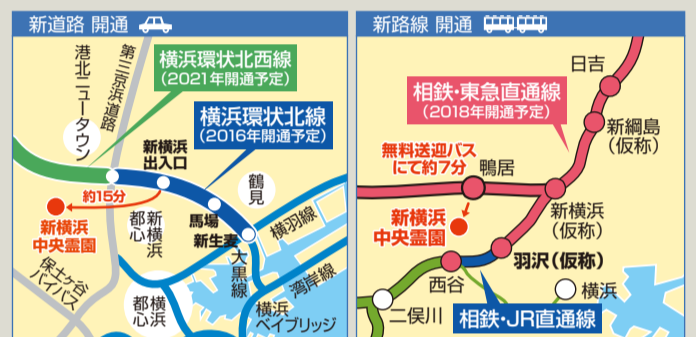 新道路 開通
横浜環状北西線
(2021年開通予定)
第三京浜道路
港北ニュータウン
横浜環状北線
(2016年開通予定)
新横浜
出入口
鶴見
約15分
新横浜
中央霊園
新横浜
都心
馬場
新生麦
横羽線
大黒線
湾岸線
保土ヶ谷
バイパス
横浜
都心
横浜
ベイブリッジ
新路線 開通
日吉
相鉄・東急直通線
(2018年開通予定)
新綱島
(仮称)
無料送迎バス
にて約7分
鴨居
新横浜
(仮称)
新横浜
中央霊園
羽沢(仮称)
西谷
横浜
二俣川
相鉄・JR直通線